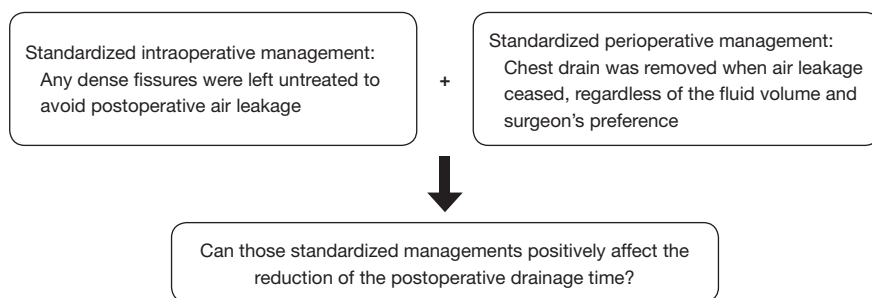 Standardized intraoperative management:
Any dense fissures were left untreated to
avoid postoperative air leakage
+
Standardized perioperative management:
Chest drain was removed when air leakage
ceased, regardless of the fluid volume and
surgeon's preference
Can those standardized managements positively affect the
reduction of the postoperative drainage time?